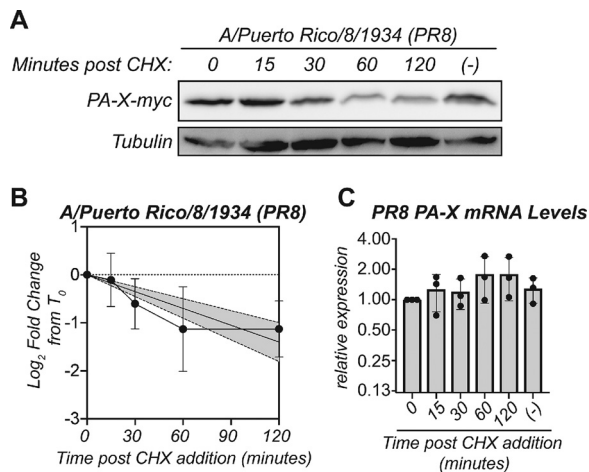 A
A/Puerto Rico/8/1934 (PR8)
Minutes post CHX: 0 15 30 60 120 (-)
PA-X-myc
Tubulin
B
A/Puerto Rico/8/1934 (PR8)
Log2 Fold Change
from T0
1
0
-1
-2
-3
0 30 60 90 120
Time post CHX addition (minutes)
C
PR8 PA-X mRNA Levels
relative expression
4.00
2.00
1.00
0.50
0.25
0.13
0 15 30 60 120 (-)
Time post CHX addition
(minutes)